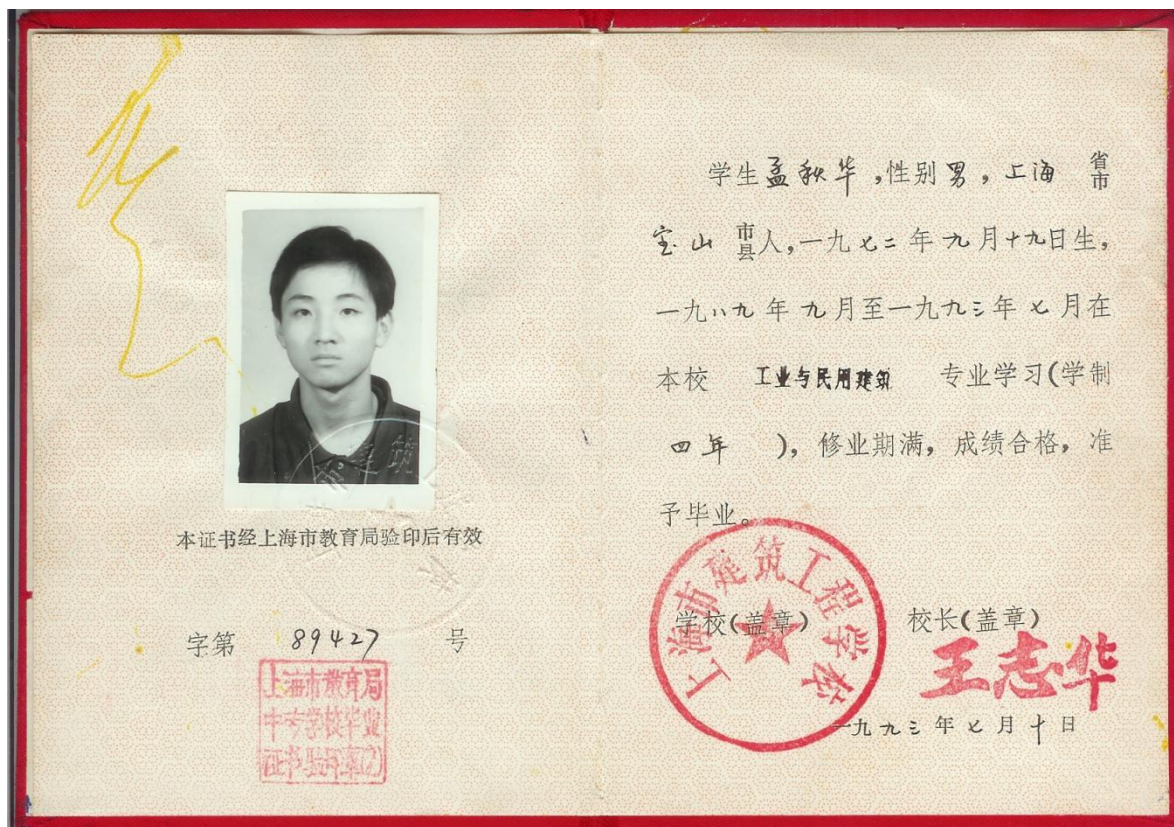 本证书经上海市教育局验印后有效
字第 89427 号
上海市教育局
中专学校毕业
证书验印章(2)
学生孟秋华,性别男,上海 省市
宝山 市县人,一九七二年九月十九日生,
一九八九年九月至一九九三年七月在
本校 工业与民用建筑 专业学习(学制
四年 ),修业期满,成绩合格,准
予毕业。
上海市建筑工程学校
学校(盖章) 校长(盖章)
王志华
一九九三年七月十日